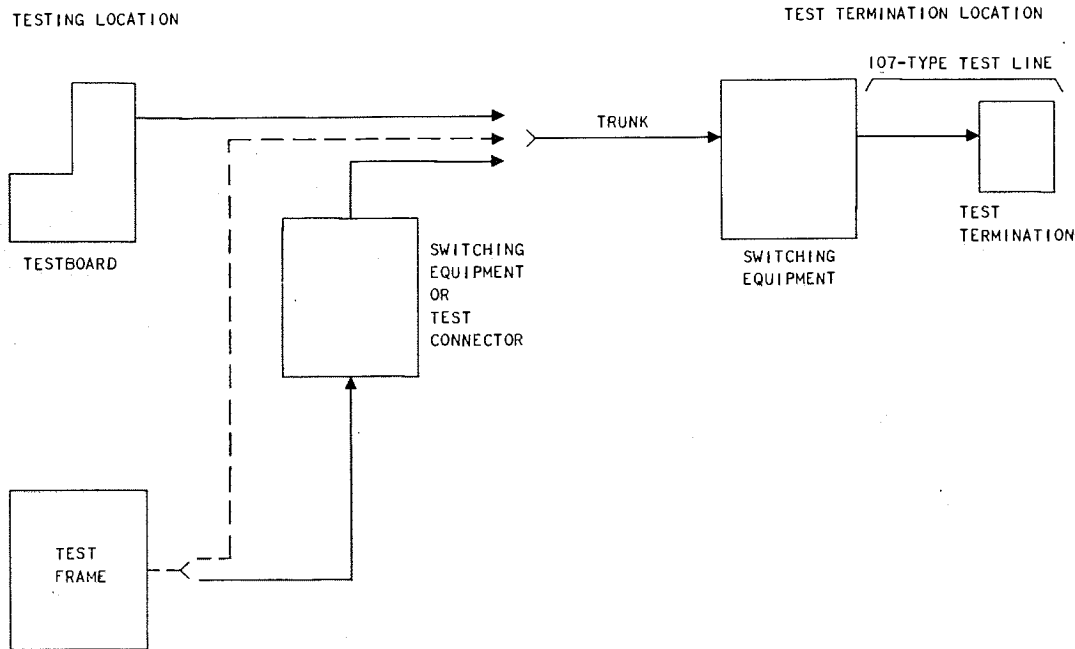 TESTING LOCATION
TEST TERMINATION LOCATION
107-TYPE TEST LINE
TRUNK
TESTBOARD
SWITCHING
EQUIPMENT
OR
TEST
CONNECTOR
SWITCHING
EQUIPMENT
TEST
TERMINATION
TEST
FRAME